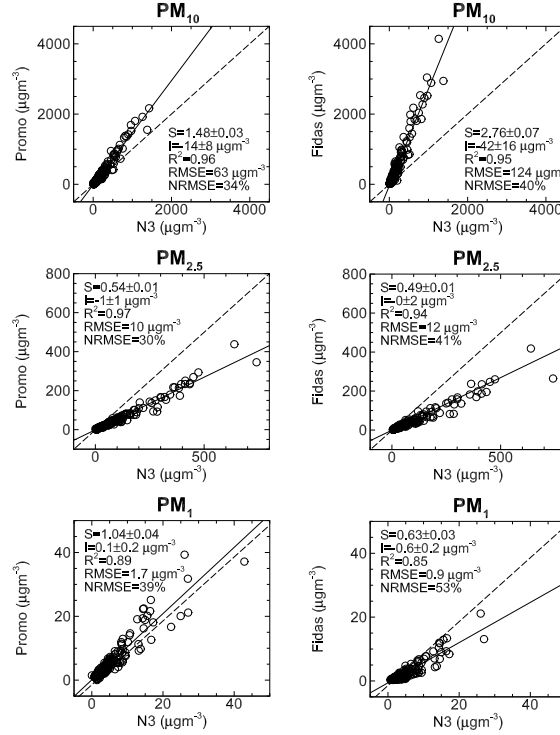 PM10
4000
2000
0
Promo (µgm-3)
S=1.48±0.03
I=-14±8 µgm-3
R2=0.96
RMSE=63 µgm-3
NRMSE=34%
0 2000 4000
N3 (µgm-3)
PM10
4000
2000
0
Fidas (µgm-3)
S=2.76±0.07
I=-42±16 µgm-3
R2=0.95
RMSE=124 µgm-3
NRMSE=40%
0 2000 4000
N3 (µgm-3)
PM2.5
800
600
400
200
0
Promo (µgm-3)
S=0.54±0.01
I=-1±1 µgm-3
R2=0.97
RMSE=10 µgm-3
NRMSE=30%
0 500
N3 (µgm-3)
PM2.5
800
600
400
200
0
Fidas (µgm-3)
S=0.49±0.01
I=-0±2 µgm-3
R2=0.94
RMSE=12 µgm-3
NRMSE=41%
0 500
N3 (µgm-3)
PM1
40
20
0
Promo (µgm-3)
S=1.04±0.04
I=0.1±0.2 µgm-3
R2=0.89
RMSE=1.7 µgm-3
NRMSE=39%
0 20 40
N3 (µgm-3)
PM1
40
20
0
Fidas (µgm-3)
S=0.63±0.03
I=-0.6±0.2 µgm-3
R2=0.85
RMSE=0.9 µgm-3
NRMSE=53%
0 20 40
N3 (µgm-3)